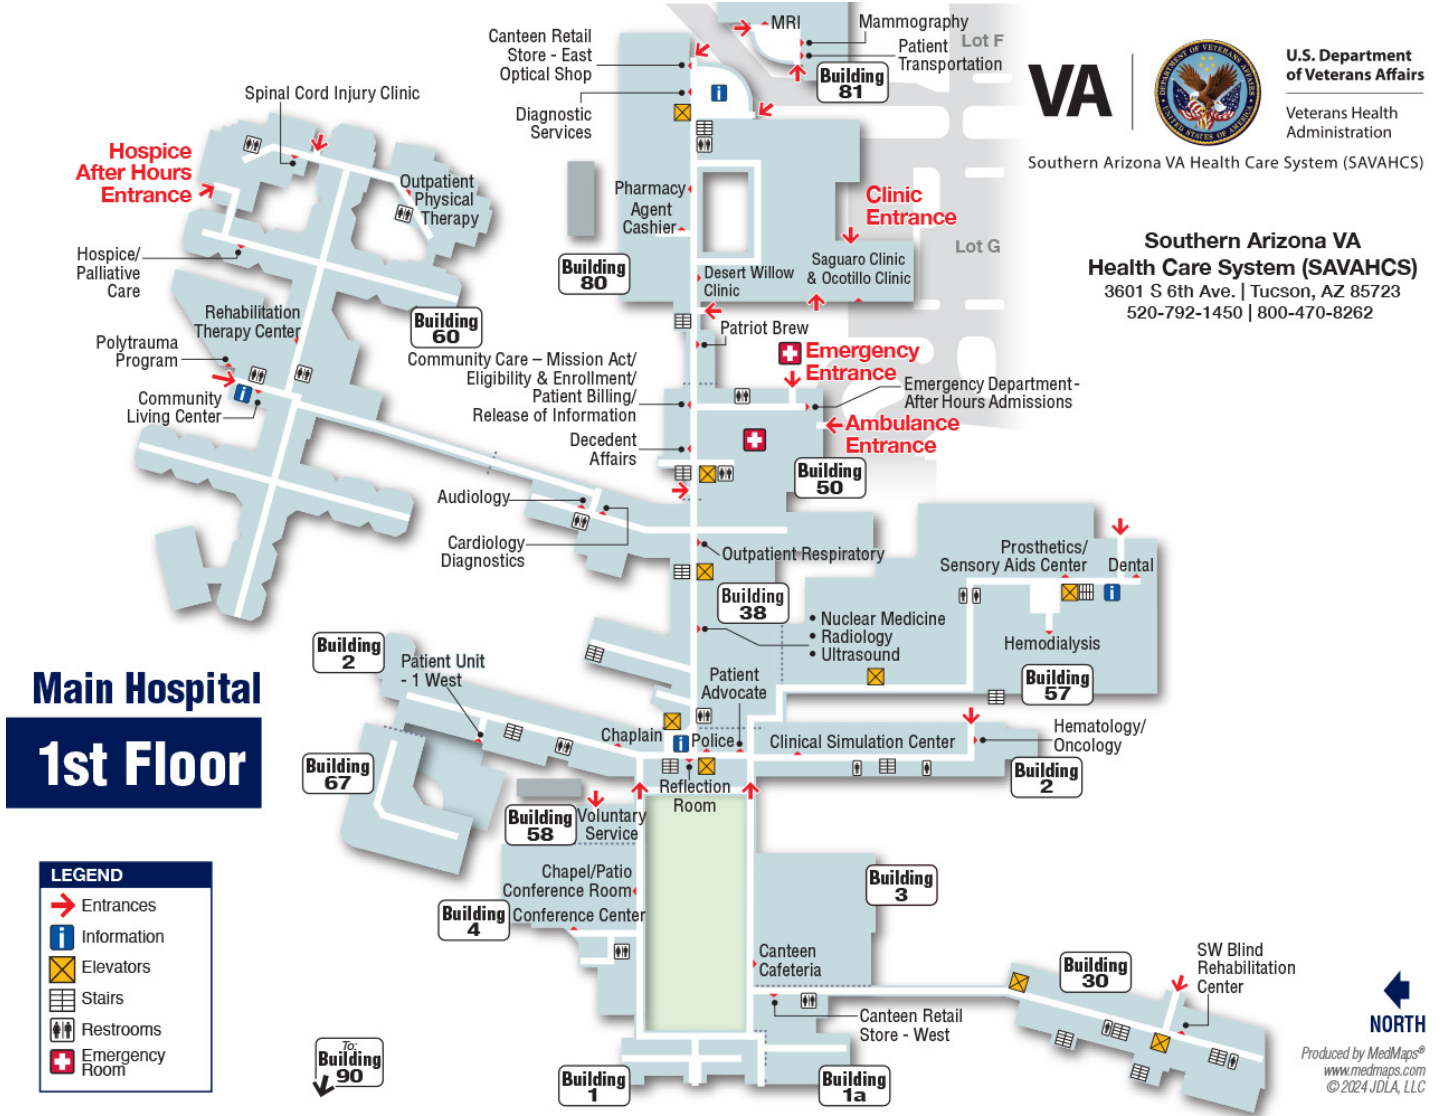 Canteen Retail
Store - East
Optical Shop
Diagnostic
Services
MRI
Mammography
Patient
Transportation
Lot F
Building
81
VA
DEPARTMENT OF VETERANS AFFAIRS
UNITED STATES OF AMERICA
U.S. Department
of Veterans Affairs
Veterans Health
Administration
Southern Arizona VA Health Care System (SAVAHCS)
Southern Arizona VA
Health Care System (SAVAHCS)
3601 S 6th Ave. | Tucson, AZ 85723
520-792-1450 | 800-470-8262
Spinal Cord Injury Clinic
Hospice
After Hours
Entrance
Outpatient
Physical
Therapy
Hospice/
Palliative
Care
Rehabilitation
Therapy Center
Polytrauma
Program
Community
Living Center
Building
60
Pharmacy
Agent
Cashier
Building
80
Clinic
Entrance
Lot G
Saguaro Clinic
& Ocotillo Clinic
Desert Willow
Clinic
Patriot Brew
Community Care – Mission Act/
Eligibility & Enrollment/
Patient Billing/
Release of Information
Decedent
Affairs
Emergency
Entrance
Emergency Department -
After Hours Admissions
Ambulance
Entrance
Building
50
Audiology
Cardiology
Diagnostics
Outpatient Respiratory
Building
38
• Nuclear Medicine
• Radiology
• Ultrasound
Prosthetics/
Sensory Aids Center
Dental
Hemodialysis
Building
57
Building
2
Patient Unit
- 1 West
Patient
Advocate
Chaplain
Police
Clinical Simulation Center
Hematology/
Oncology
Building
2
Reflection
Room
Building
67
Building
58
Voluntary
Service
Chapel/Patio
Conference Room
Building
4
Conference Center
Building
3
Canteen
Cafeteria
Canteen Retail
Store - West
Building
30
SW Blind
Rehabilitation
Center
Building
1
Building
1a
To:
Building
90
Main Hospital
1st Floor
LEGEND
Entrances
Information
Elevators
Stairs
Restrooms
Emergency
Room
NORTH
Produced by MedMaps®
www.medmaps.com
© 2024 JDLA, LLC